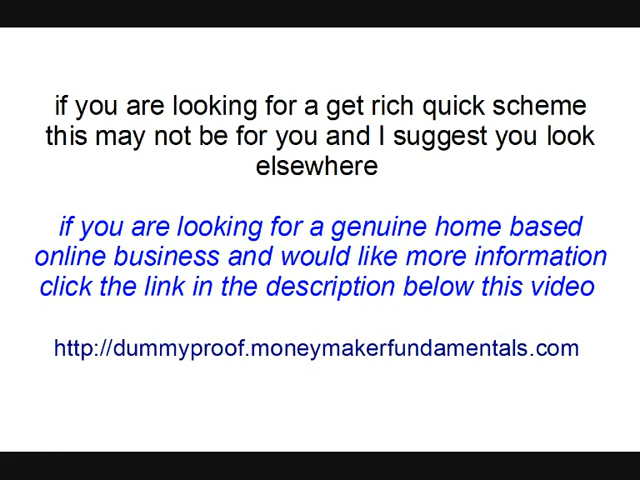 if you are looking for a get rich quick scheme
this may not be for you and I suggest you look
elsewhere
if you are looking for a genuine home based
online business and would like more information
click the link in the description below this video
http://dummyproof.moneymakerfundamentals.com